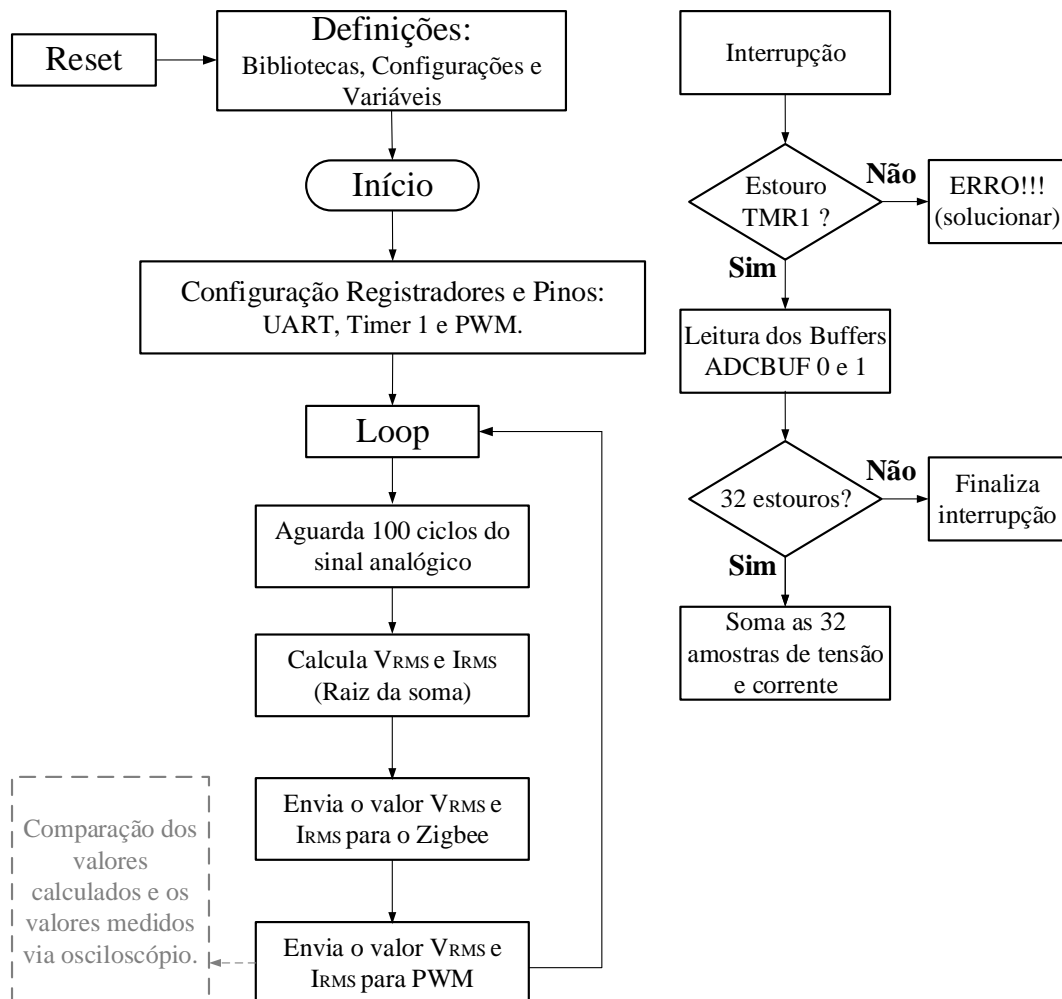 Reset
Definições:
Bibliotecas, Configurações e
Variáveis
Início
Configuração Registradores e Pinos:
UART, Timer 1 e PWM.
Loop
Aguarda 100 ciclos do
sinal analógico
Calcula VRMS e IRMS
(Raiz da soma)
Envia o valor VRMS e
IRMS para o Zigbee
Envia o valor VRMS e
IRMS para PWM
Comparação dos
valores
calculados e os
valores medidos
via osciloscópio.
Interrupção
Estouro
TMR1 ?
Não
ERRO!!!
(solucionar)
Sim
Leitura dos Buffers
ADCBUF 0 e 1
32 estouros?
Não
Finaliza
interrupção
Sim
Soma as 32
amostras de tensão
e corrente